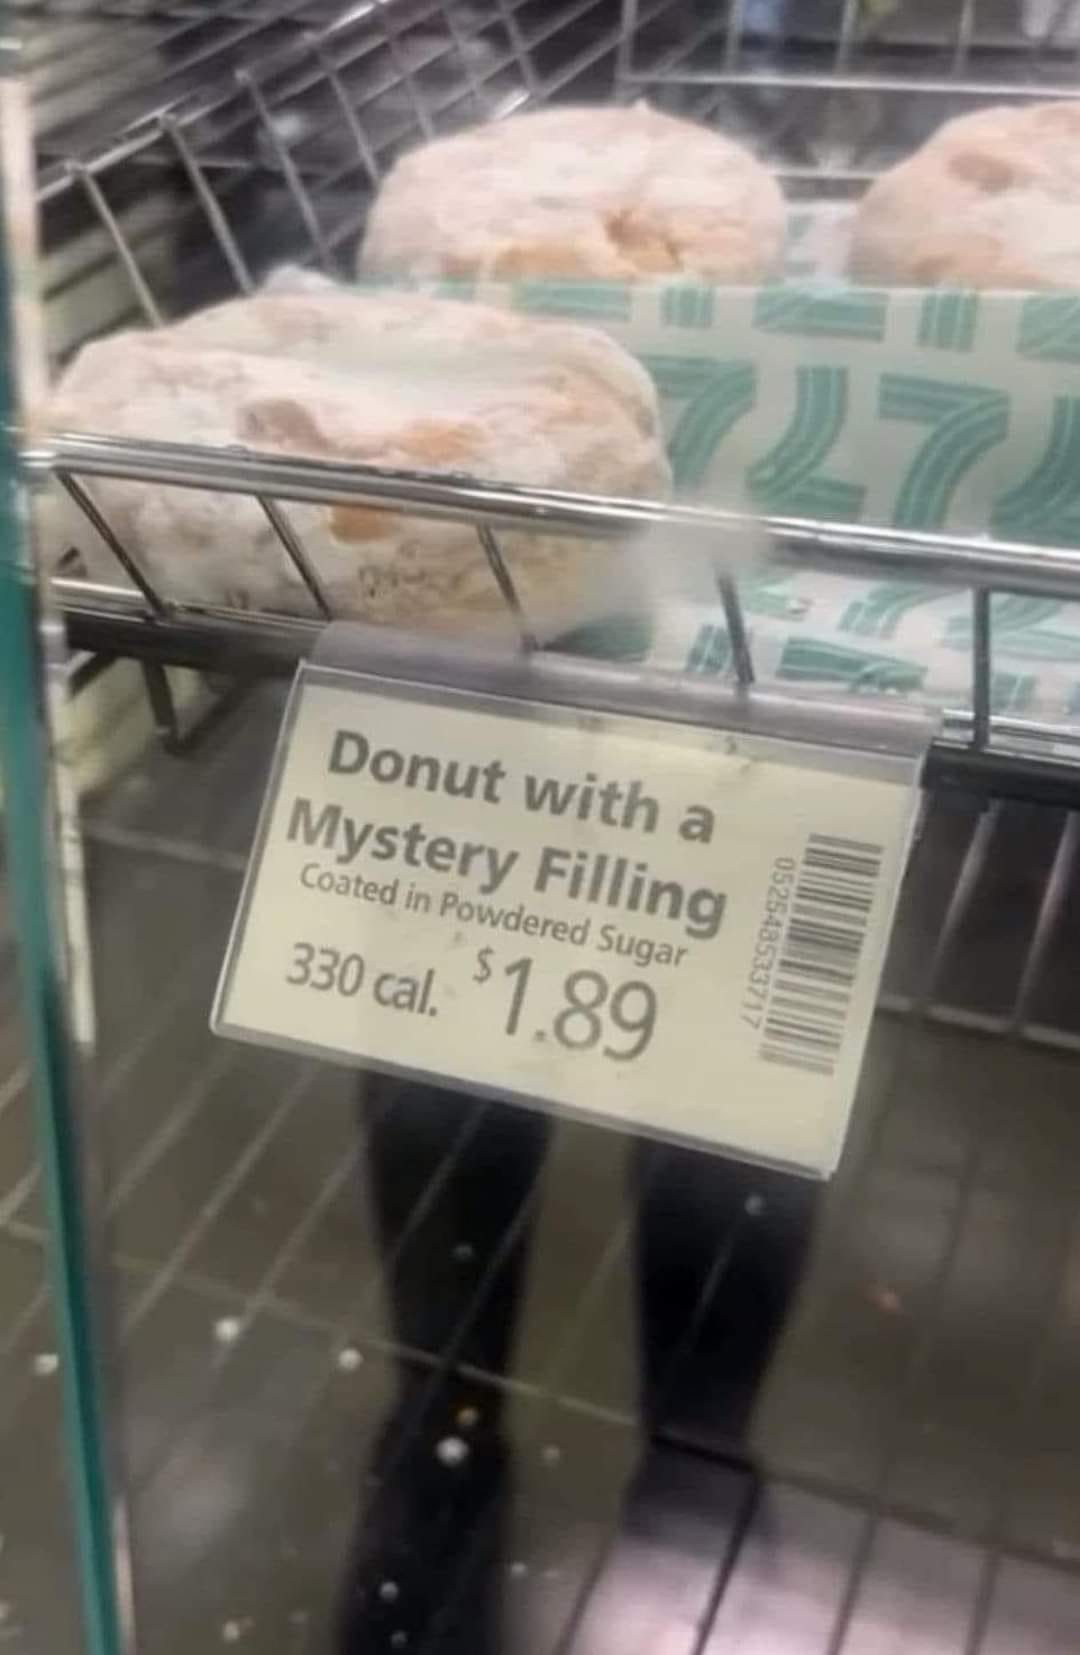 Donut with a
Mystery Filling
Coated in Powdered Sugar
330 cal. $1.89
052548533717